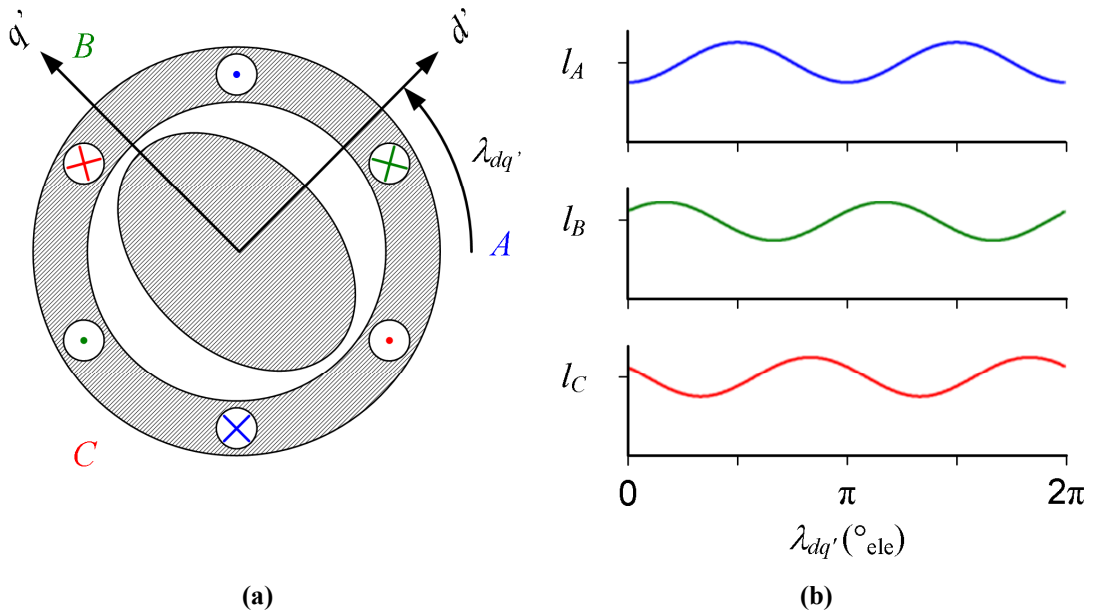 q' B d'
λdq'
A
C
lA
lB
lC
0 π 2π
λdq' (°ele)
(a) (b)